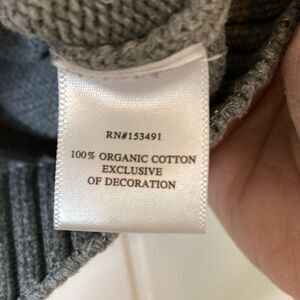 RN#153491
100% ORGANIC COTTON
EXCLUSIVE
OF DECORATION